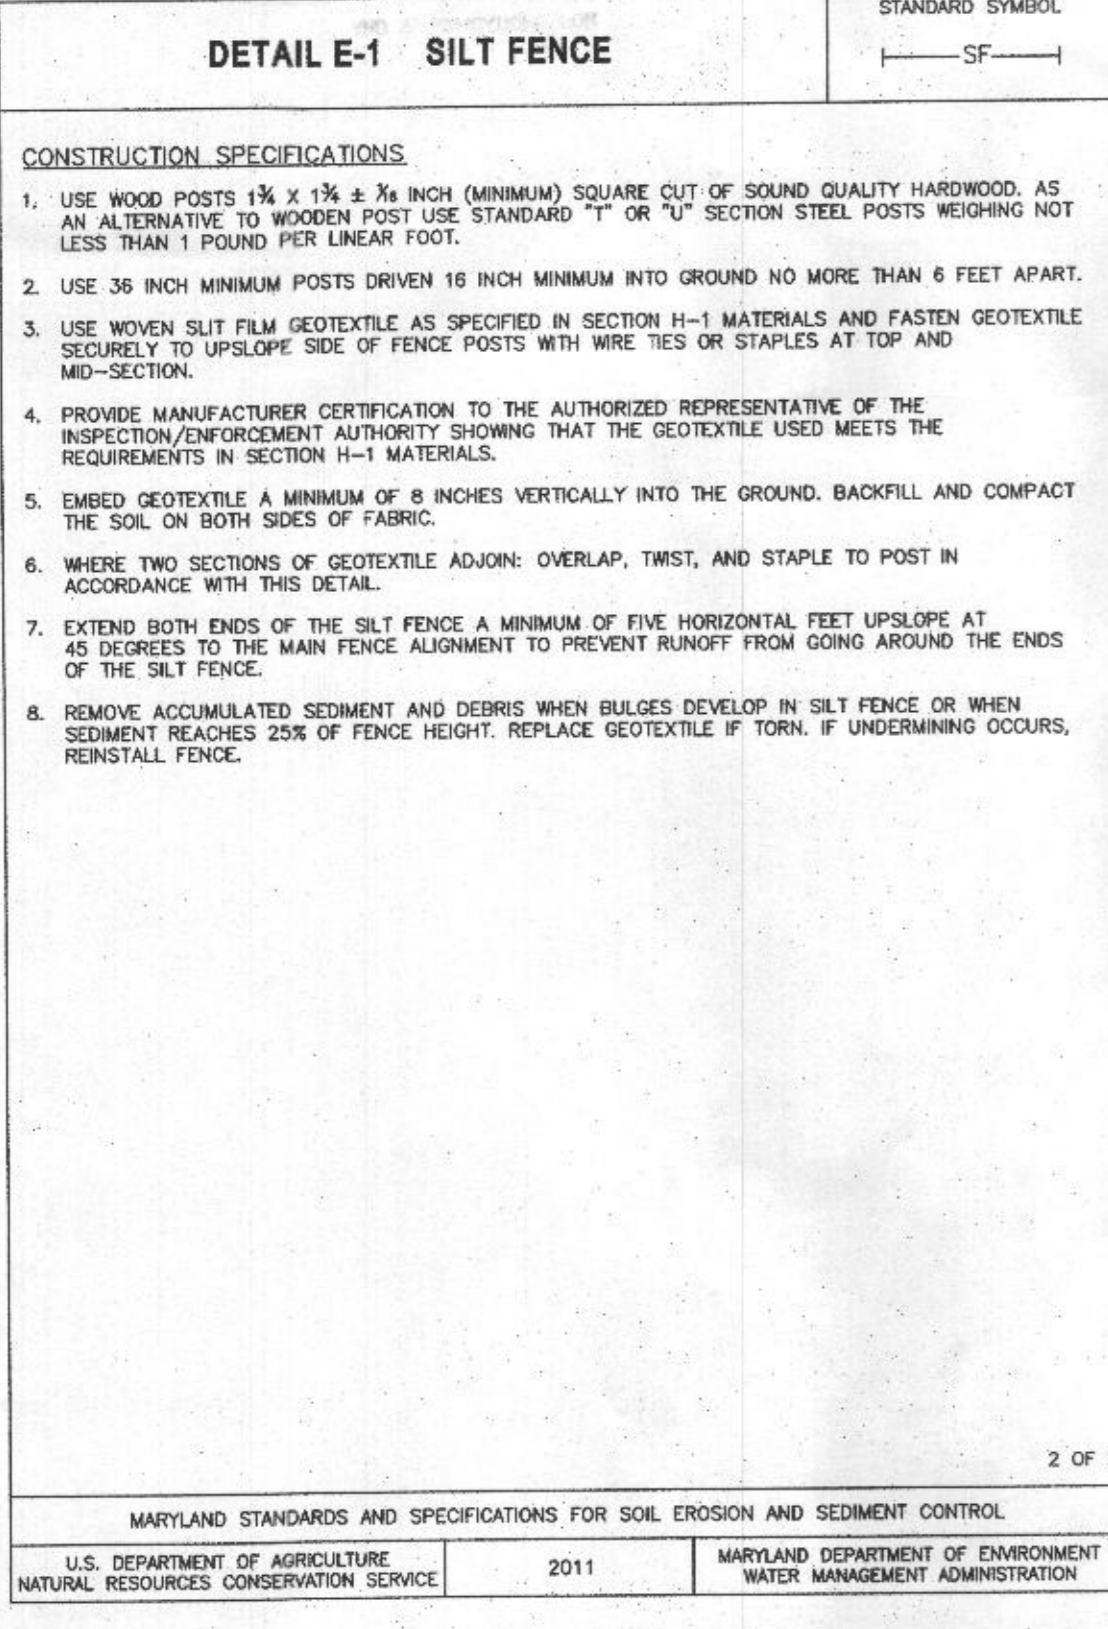 STANDARD SYMBOL
DETAIL E-1 SILT FENCE
SF
CONSTRUCTION SPECIFICATIONS
1. USE WOOD POSTS 1¾ X 1¾ ± 1/16 INCH (MINIMUM) SQUARE CUT OF SOUND QUALITY HARDWOOD. AS
AN ALTERNATIVE TO WOODEN POST USE STANDARD "T" OR "U" SECTION STEEL POSTS WEIGHING NOT
LESS THAN 1 POUND PER LINEAR FOOT.
2. USE 36 INCH MINIMUM POSTS DRIVEN 16 INCH MINIMUM INTO GROUND NO MORE THAN 6 FEET APART.
3. USE WOVEN SLIT FILM GEOTEXTILE AS SPECIFIED IN SECTION H-1 MATERIALS AND FASTEN GEOTEXTILE
SECURELY TO UPSLOPE SIDE OF FENCE POSTS WITH WIRE TIES OR STAPLES AT TOP AND
MID-SECTION.
4. PROVIDE MANUFACTURER CERTIFICATION TO THE AUTHORIZED REPRESENTATIVE OF THE
INSPECTION/ENFORCEMENT AUTHORITY SHOWING THAT THE GEOTEXTILE USED MEETS THE
REQUIREMENTS IN SECTION H-1 MATERIALS.
5. EMBED GEOTEXTILE A MINIMUM OF 8 INCHES VERTICALLY INTO THE GROUND. BACKFILL AND COMPACT
THE SOIL ON BOTH SIDES OF FABRIC.
6. WHERE TWO SECTIONS OF GEOTEXTILE ADJOIN: OVERLAP, TWIST, AND STAPLE TO POST IN
ACCORDANCE WITH THIS DETAIL.
7. EXTEND BOTH ENDS OF THE SILT FENCE A MINIMUM OF FIVE HORIZONTAL FEET UPSLOPE AT
45 DEGREES TO THE MAIN FENCE ALIGNMENT TO PREVENT RUNOFF FROM GOING AROUND THE ENDS
OF THE SILT FENCE.
8. REMOVE ACCUMULATED SEDIMENT AND DEBRIS WHEN BULGES DEVELOP IN SILT FENCE OR WHEN
SEDIMENT REACHES 25% OF FENCE HEIGHT. REPLACE GEOTEXTILE IF TORN. IF UNDERMINING OCCURS,
REINSTALL FENCE.
2 OF
MARYLAND STANDARDS AND SPECIFICATIONS FOR SOIL EROSION AND SEDIMENT CONTROL
U.S. DEPARTMENT OF AGRICULTURE
NATURAL RESOURCES CONSERVATION SERVICE
2011
MARYLAND DEPARTMENT OF ENVIRONMENT
WATER MANAGEMENT ADMINISTRATION